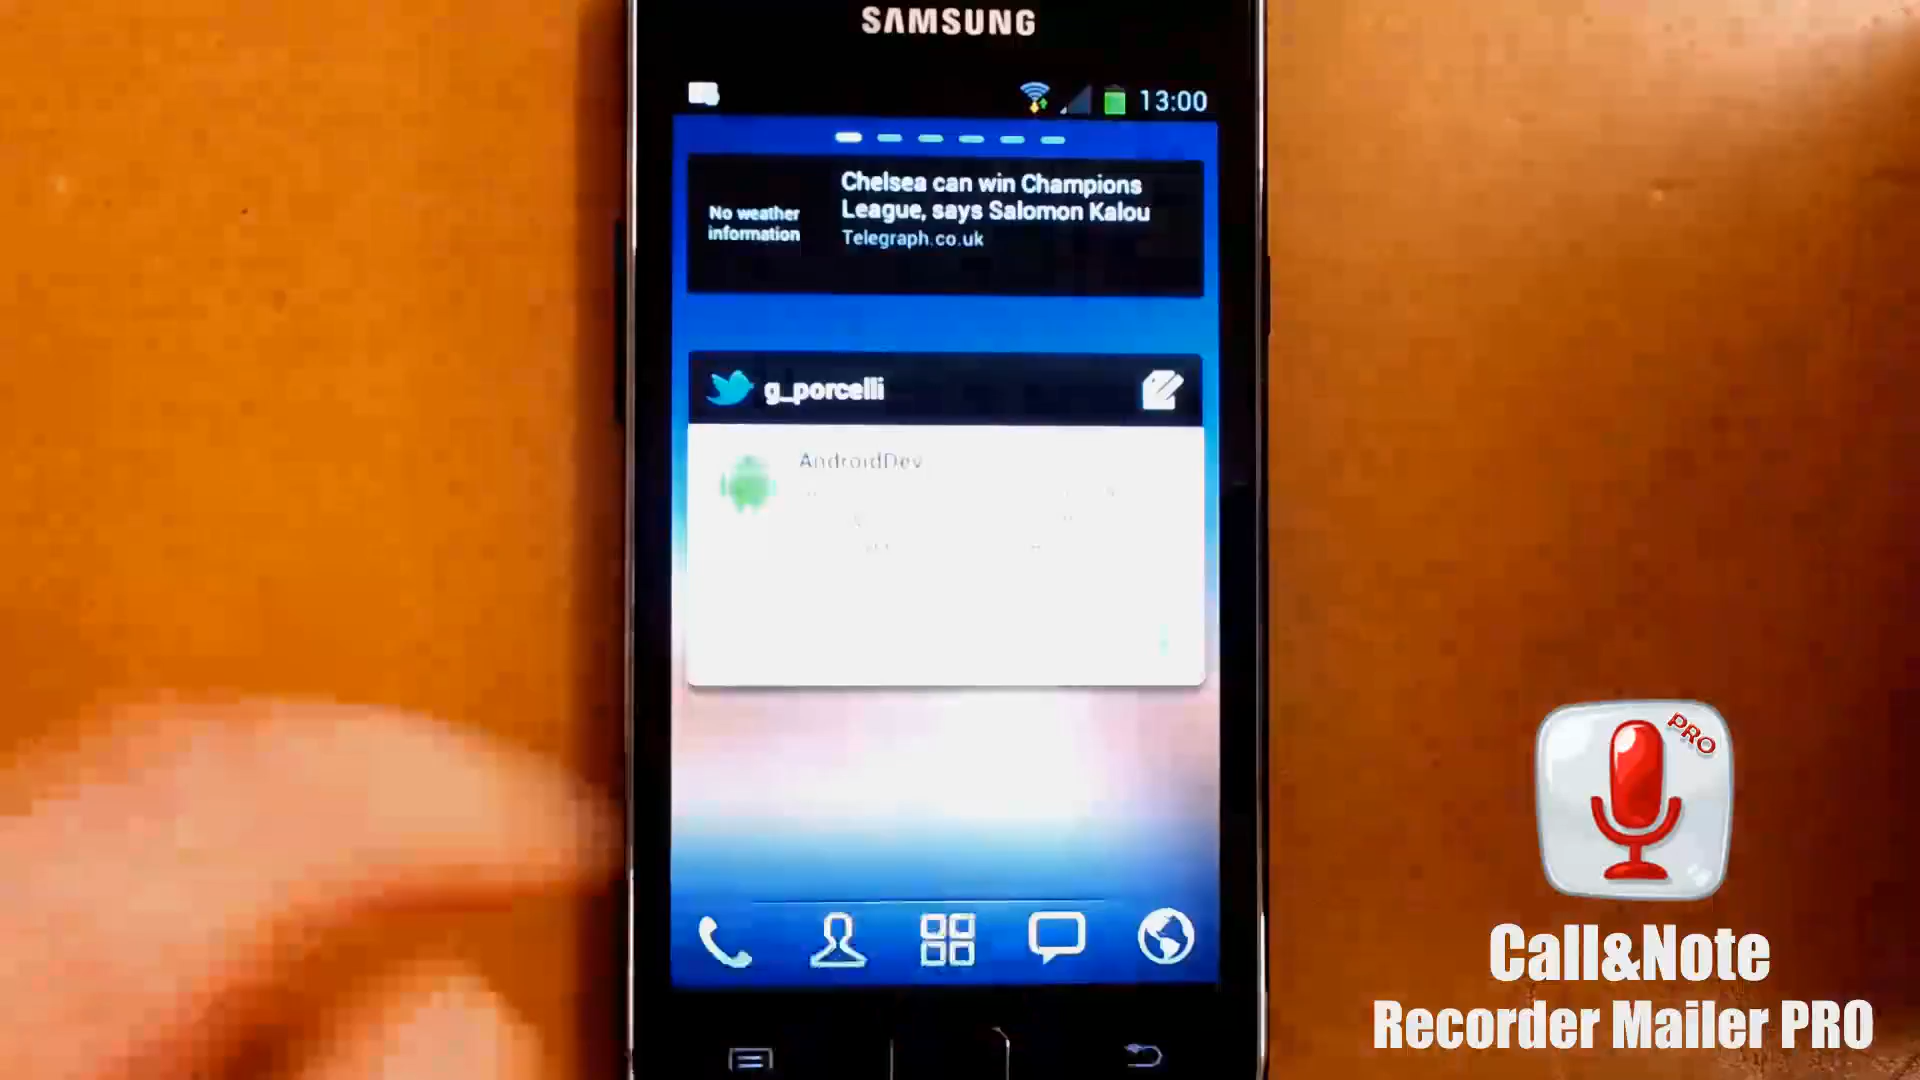 SAMSUNG
13:00
No weather
information
Chelsea can win Champions
League, says Salomon Kalou
Telegraph.co.uk
g_porcelli
AndroidDev
PRO
Call&Note
Recorder Mailer PRO